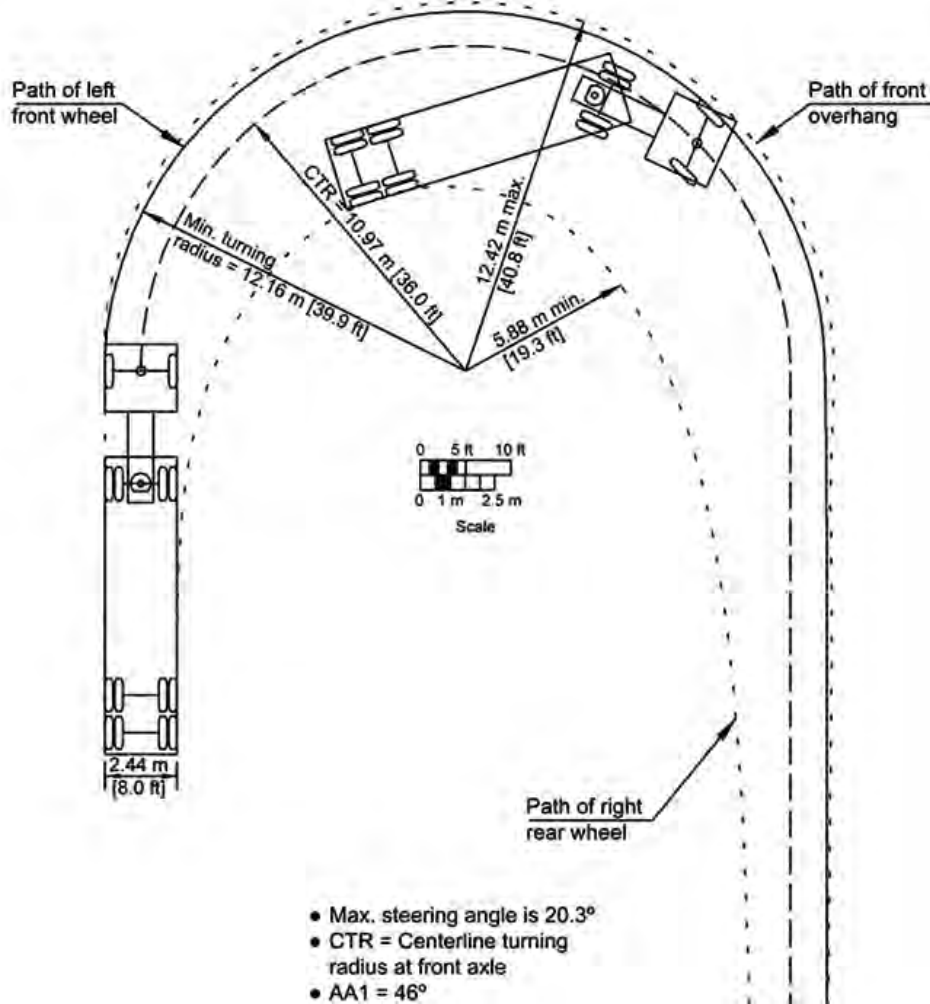 Path of left
front wheel
Path of front
overhang
CTR = 10.97 m [36.0 ft]
Min. turning
radius = 12.16 m [39.9 ft]
12.42 m max.
[40.8 ft]
5.88 m min.
[19.3 ft]
0 5 ft 10 ft
0 1 m 2.5 m
Scale
2.44 m
[8.0 ft]
Path of right
rear wheel
• Max. steering angle is 20.3º
• CTR = Centerline turning
radius at front axle
• AA1 = 46º